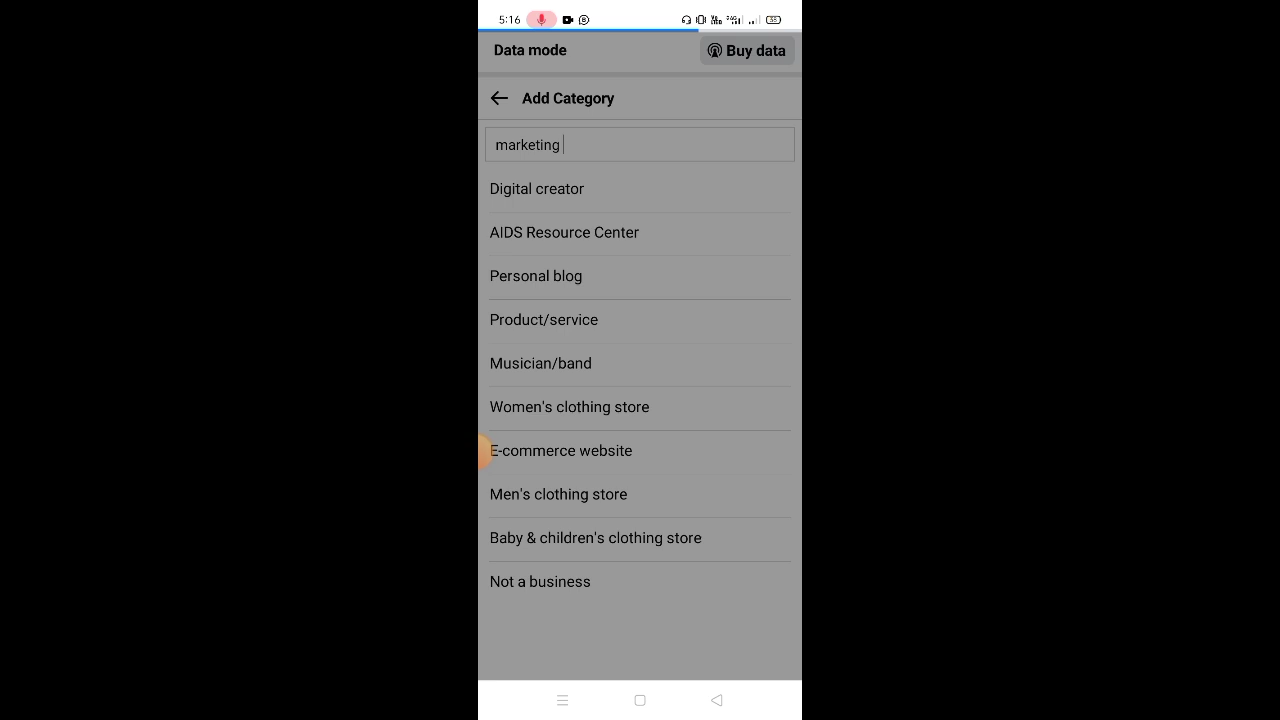 5:16
35
Data mode
Buy data
Add Category
marketing
Digital creator
AIDS Resource Center
Personal blog
Product/service
Musician/band
Women's clothing store
E-commerce website
Men's clothing store
Baby & children's clothing store
Not a business